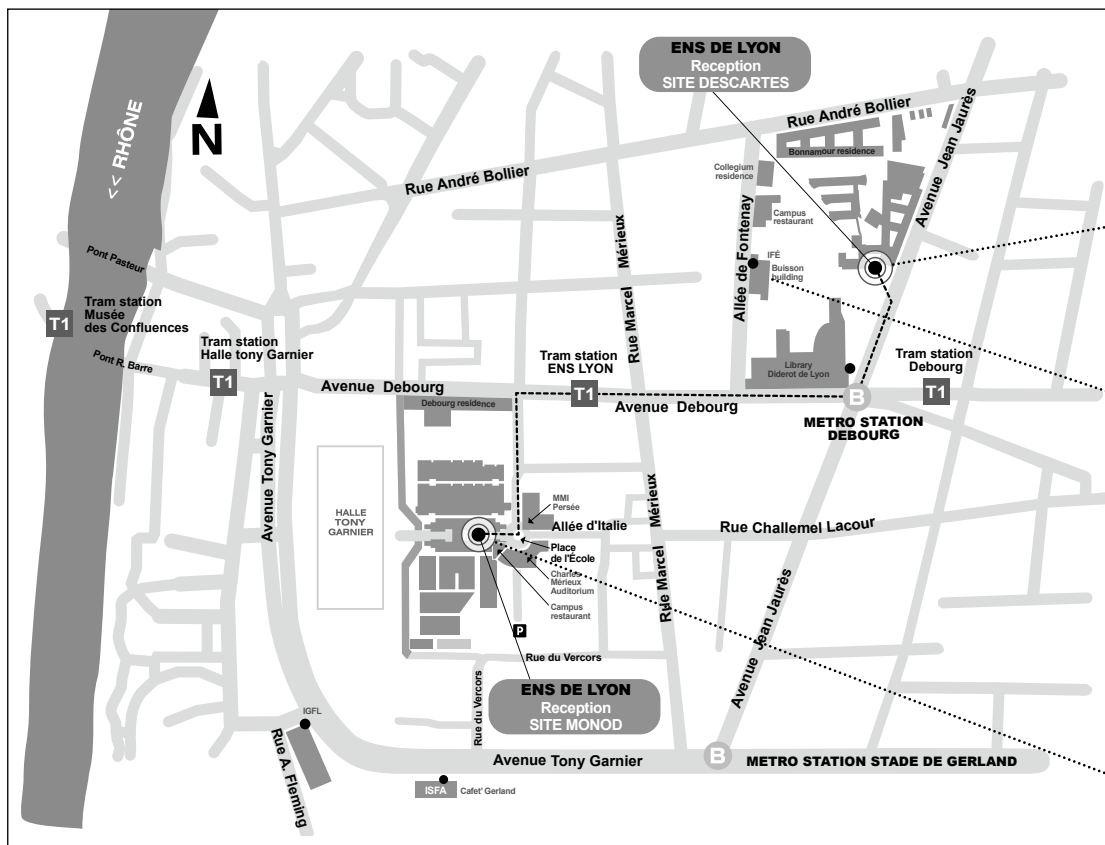 ENS DE LYON
Reception
SITE DESCARTES
<< RHÔNE
N
Rue André Bollier
Rue André Bollier
Bonnamour residence
Avenue Jean Jaurès
Collegium
residence
Campus
restaurant
Allée de Fontenay
IFÉ
Buisson
building
Rue Marcel Mérieux
Pont Pasteur
T1
Tram station
Musée
des Confluences
Pont R. Barre
Tram station
Halle tony Garnier
T1
Tram station
ENS LYON
T1
Library
Diderot de Lyon
Tram station
Debourg
T1
Avenue Debourg
Avenue Debourg
B
METRO STATION
DEBOURG
Debourg residence
Avenue Tony Garnier
HALLE
TONY
GARNIER
MMI
Persée
Allée d'Italie
Rue Challemel Lacour
Place
de l'École
Charles
Mérieux
Auditorium
Campus
restaurant
P
Rue Marcel Mérieux
Avenue Jean Jaurès
Rue du Vercors
Rue du Vercors
ENS DE LYON
Reception
SITE MONOD
IGFL
Rue A. Fleming
Avenue Tony Garnier
B
METRO STATION STADE DE GERLAND
ISFA
Cafet' Gerland